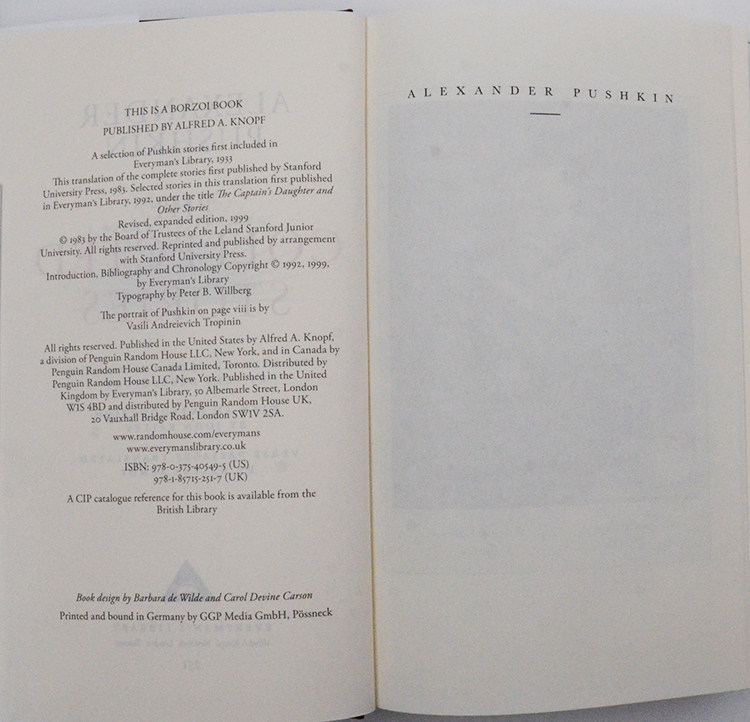 THIS IS A BORZOI BOOK
PUBLISHED BY ALFRED A. KNOPF
A selection of Pushkin stories first included in
Everyman's Library, 1933
This translation of the complete stories first published by Stanford
University Press, 1983. Selected stories in this translation first published
in Everyman's Library, 1992, under the title The Captain's Daughter and
Other Stories
Revised, expanded edition, 1999
© 1983 by the Board of Trustees of the Leland Stanford Junior
University. All rights reserved. Reprinted and published by arrangement
with Stanford University Press.
Introduction, Bibliography and Chronology Copyright © 1992, 1999,
by Everyman's Library
Typography by Peter B. Willberg
The portrait of Pushkin on page viii is by
Vasili Andreievich Tropinin
All rights reserved. Published in the United States by Alfred A. Knopf,
a division of Penguin Random House LLC, New York, and in Canada by
Penguin Random House Canada Limited, Toronto. Distributed by
Penguin Random House LLC, New York. Published in the United
Kingdom by Everyman's Library, 50 Albemarle Street, London
W1S 4BD and distributed by Penguin Random House UK,
20 Vauxhall Bridge Road, London SW1V 2SA.
www.randomhouse.com/everymans
www.everymanslibrary.co.uk
ISBN: 978-0-375-40549-5 (US)
978-1-85715-251-7 (UK)
A CIP catalogue reference for this book is available from the
British Library
Book design by Barbara de Wilde and Carol Devine Carson
Printed and bound in Germany by GGP Media GmbH, Pössneck
ALEXANDER PUSHKIN